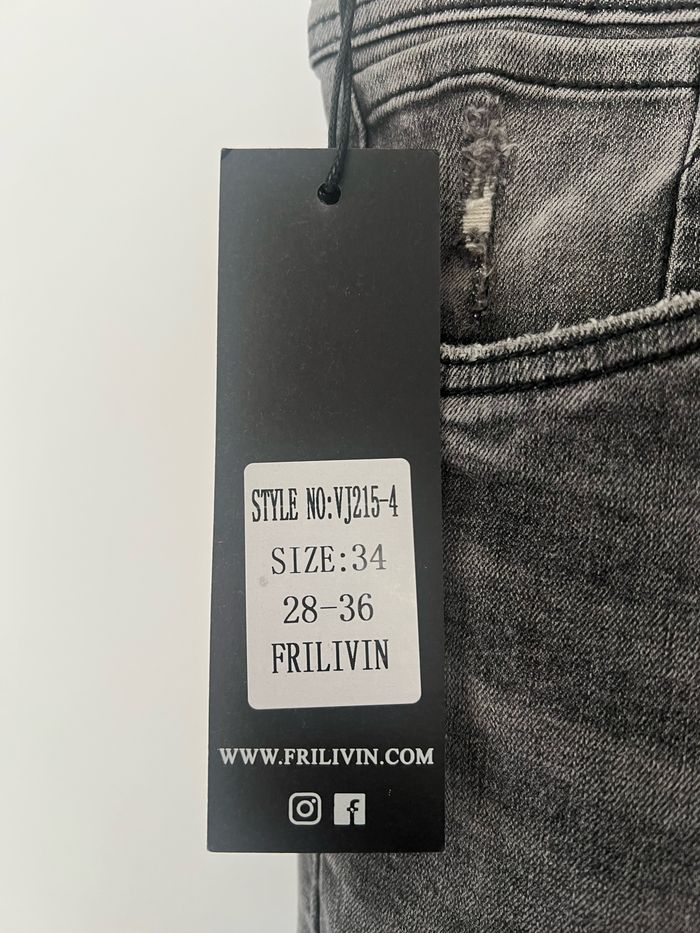 STYLE NO:VJ215-4
SIZE:34
28-36
FRILIVIN
WWW.FRILIVIN.COM